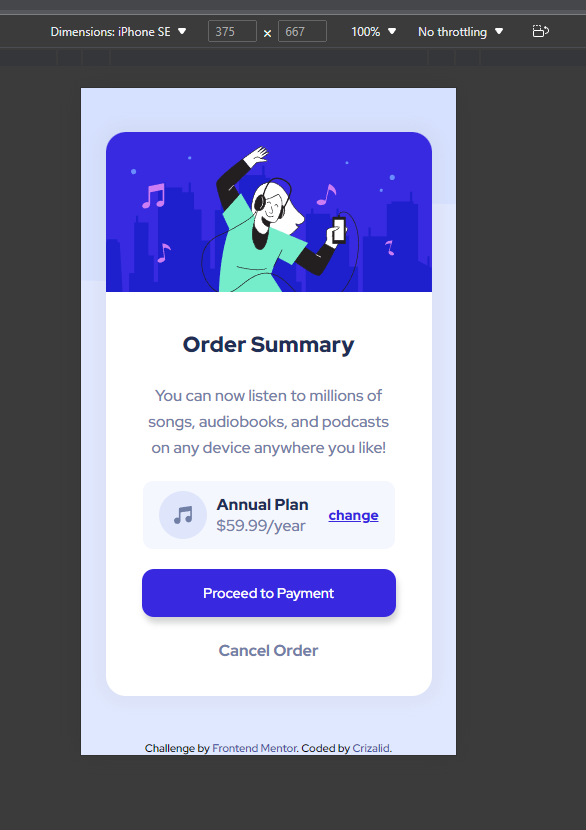 Dimensions: iPhone SE 375 × 667 100% No throttling
Order Summary
You can now listen to millions of
songs, audiobooks, and podcasts
on any device anywhere you like!
Annual Plan
$59.99/year
change
Proceed to Payment
Cancel Order
Challenge by Frontend Mentor. Coded by Crizalid.